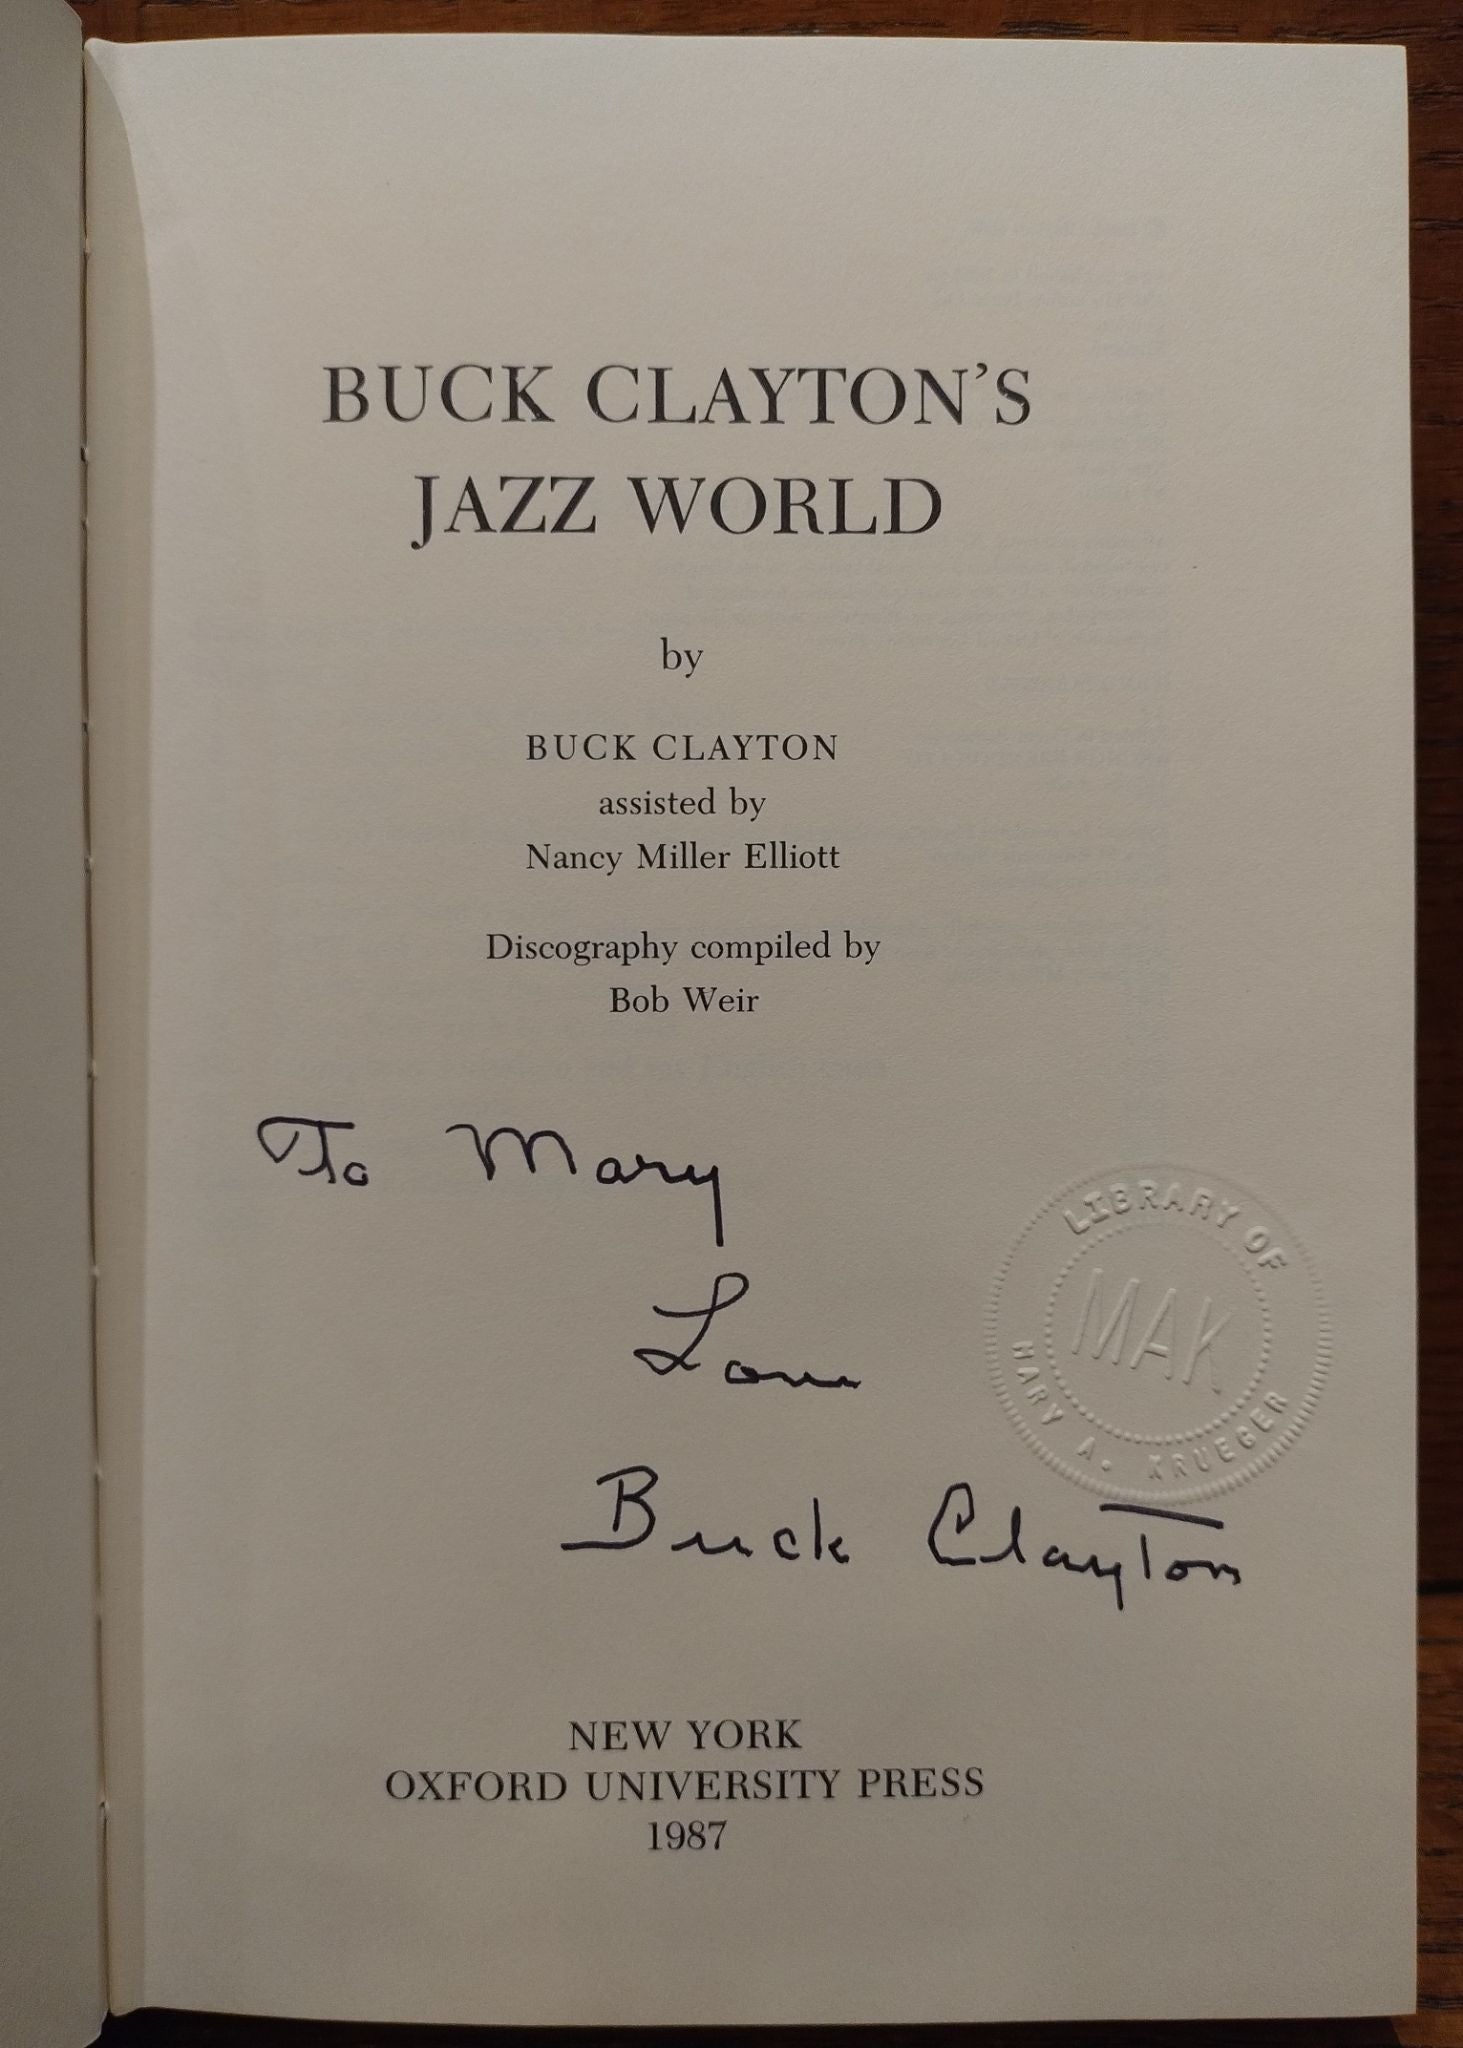 BUCK CLAYTON'S
JAZZ WORLD
by
BUCK CLAYTON
assisted by
Nancy Miller Elliott
Discography compiled by
Bob Weir
To Mary
Love
Buck Clayton
LIBRARY OF
MAK
MARY A. KRUEGER
NEW YORK
OXFORD UNIVERSITY PRESS
1987